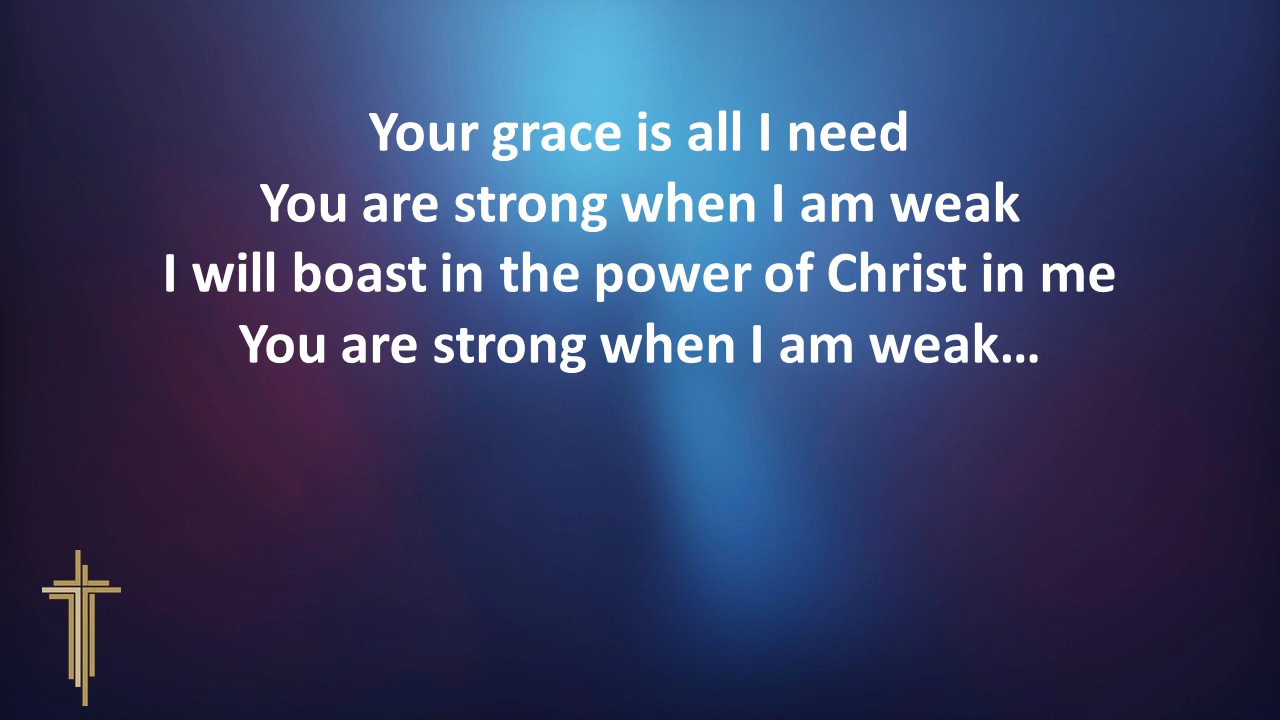 Your grace is all I need
You are strong when I am weak
I will boast in the power of Christ in me
You are strong when I am weak…